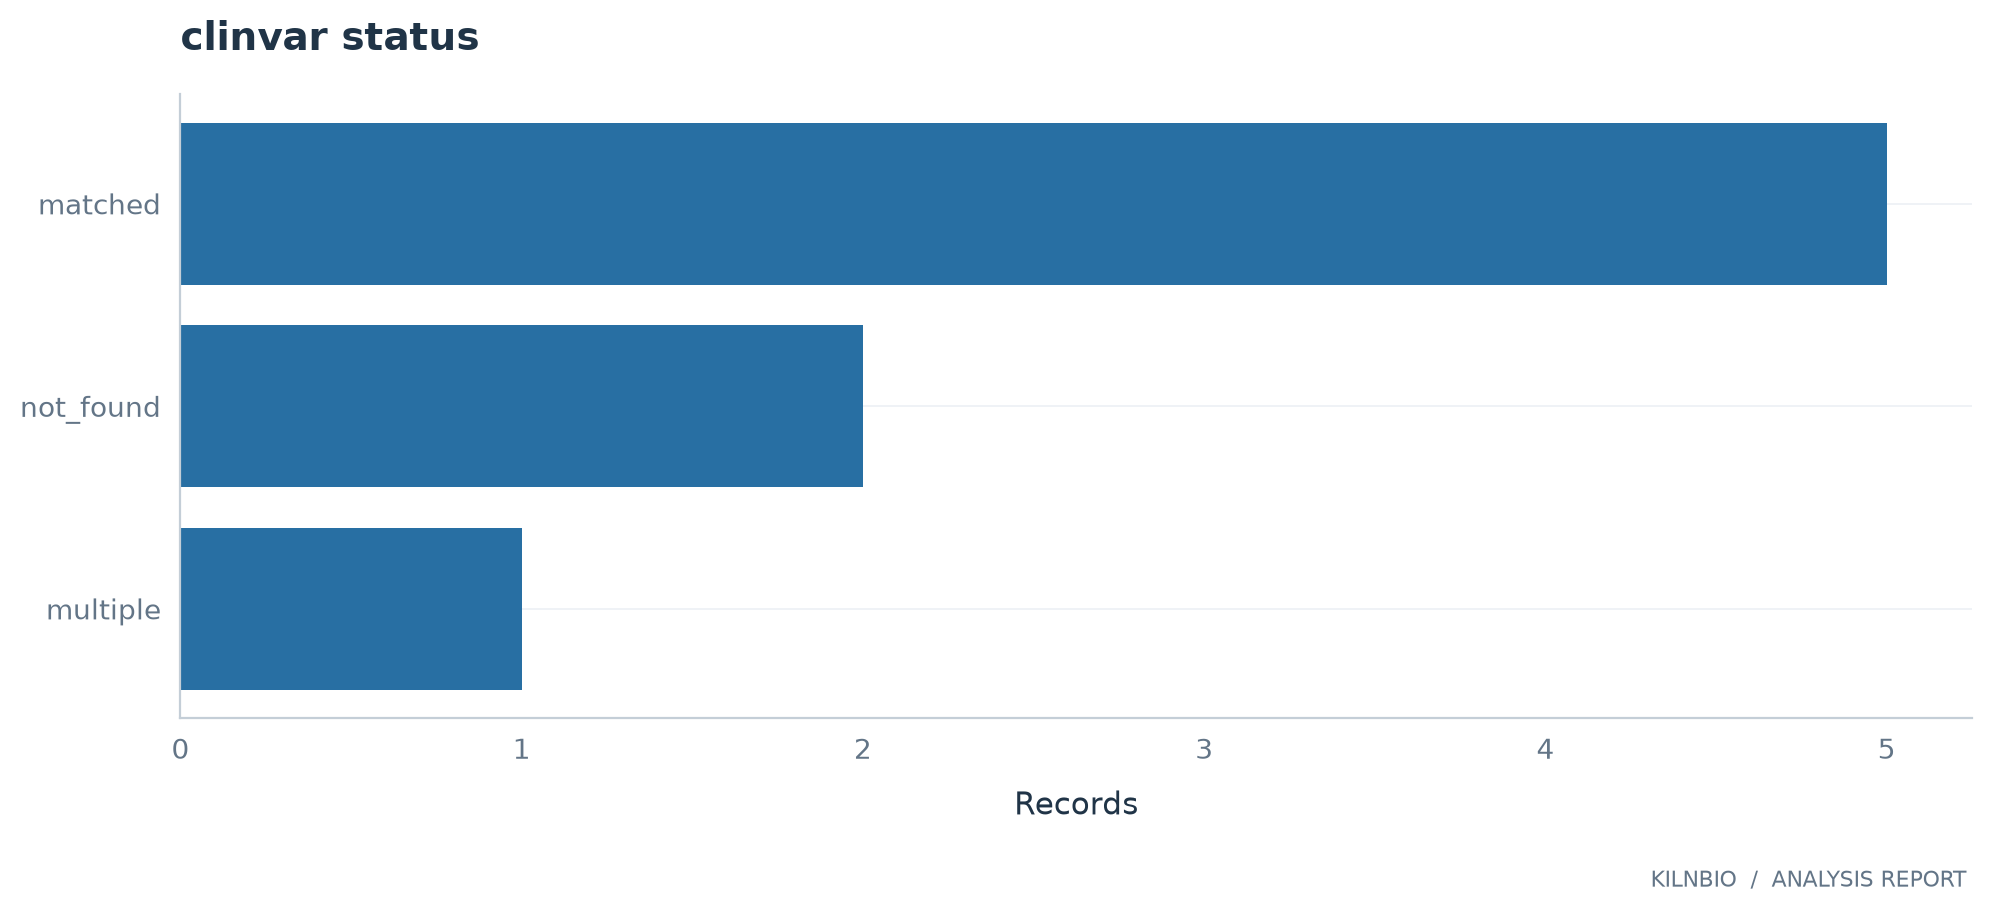 clinvar status
matched
not_found
multiple
0 1 2 3 4 5
Records
KILNBIO / ANALYSIS REPORT